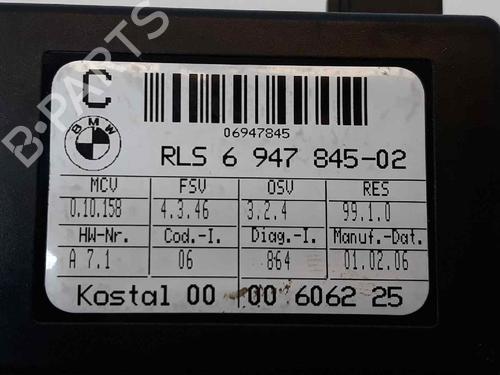 C
B-PARTS
BMW
06947845
RLS 6 947 845-02
MCV FSV OSV RES
0.10.158 4.3.46 3.2.4 99.1.0
HW-Nr. Cod.-I. Diag.-I. Manuf.-Dat.
A 7.1 06 864 01.02.06
Kostal 00 00 606 2 25